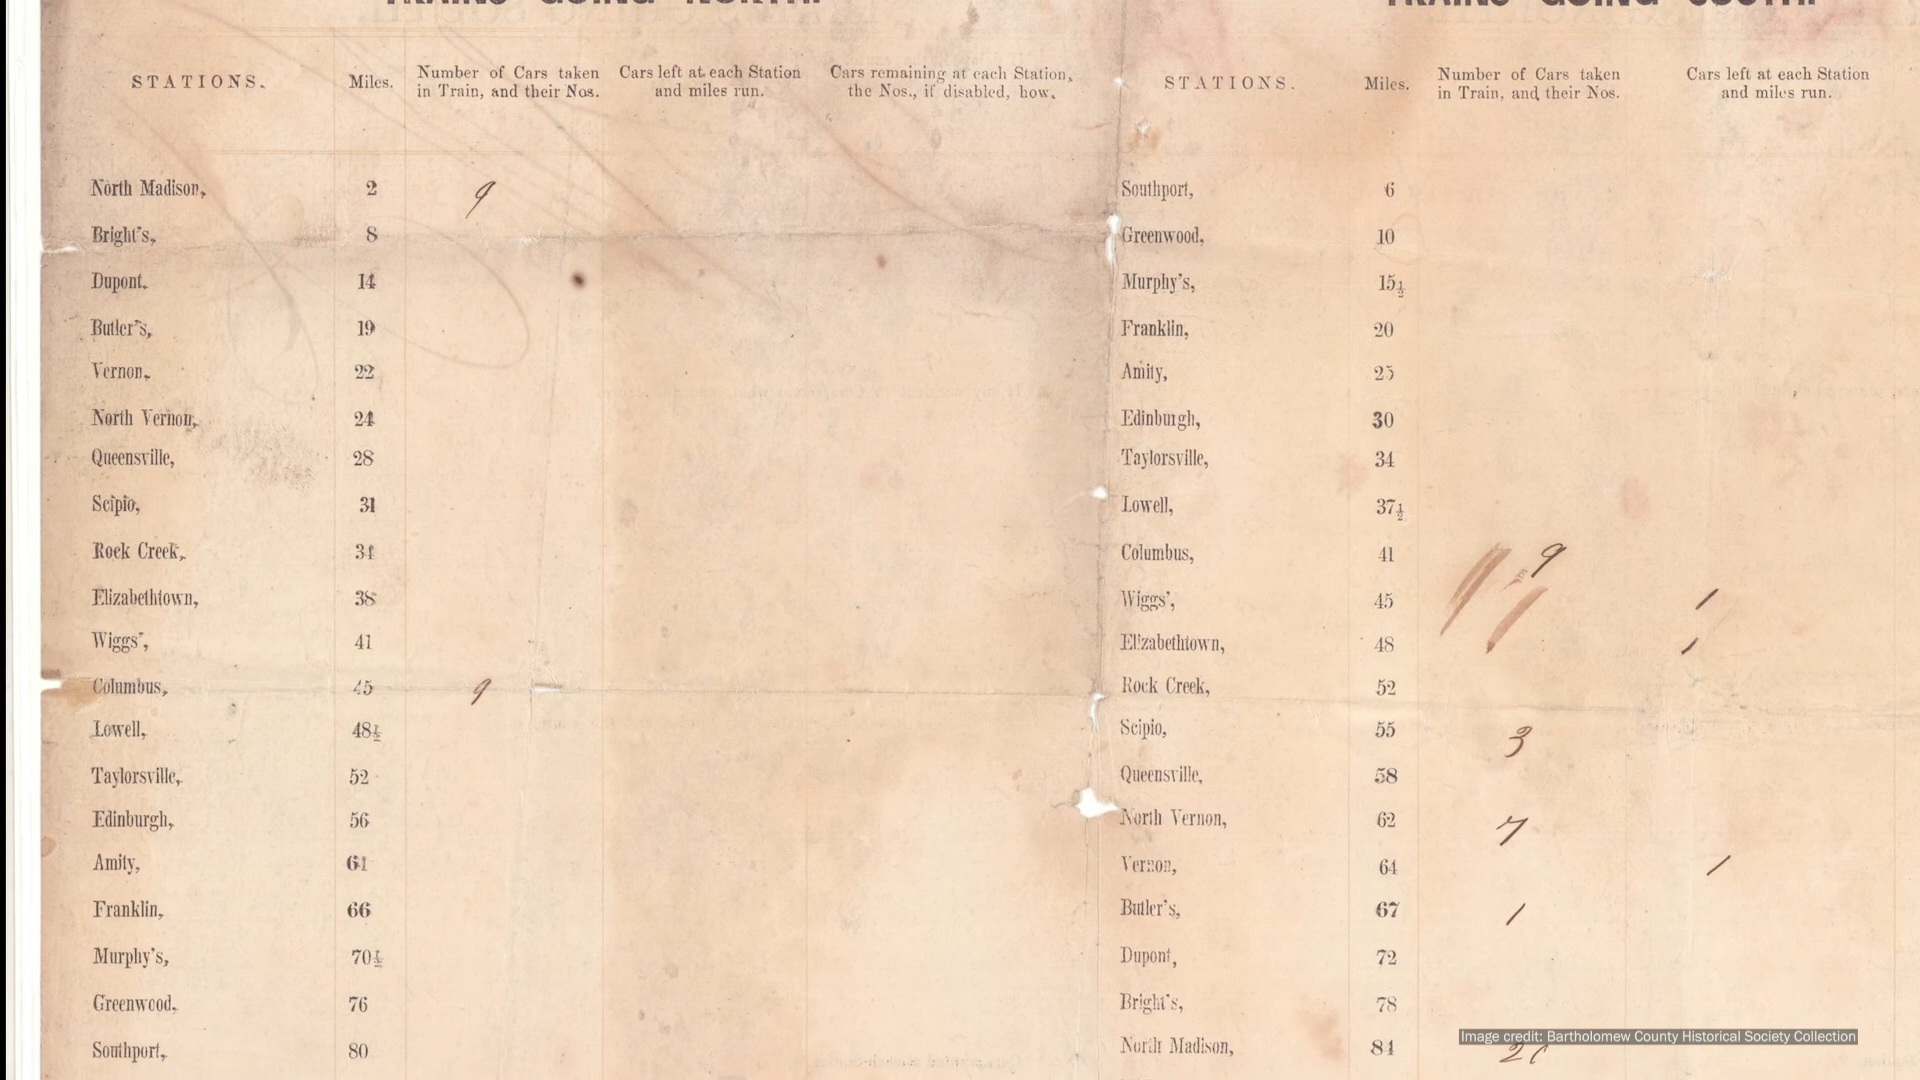 TRAINS GOING NORTH.
STATIONS. Miles. Number of Cars taken in Train, and their Nos. Cars left at each Station and miles run. Cars remaining at each Station, the Nos., if disabled, how.
North Madison, 2 9
Bright's, 8
Dupont. 14
Butler's, 19
Vernon, 22
North Vernon, 24
Queensville, 28
Scipio, 31
Rock Creek, 34
Elizabethtown, 38
Wiggs', 41
Columbus, 45 9
Lowell, 48½
Taylorsville, 52
Edinburgh, 56
Amity, 61
Franklin, 66
Murphy's, 70½
Greenwood. 76
Southport, 80
TRAINS GOING SOUTH.
STATIONS. Miles. Number of Cars taken in Train, and their Nos. Cars left at each Station and miles run.
Southport, 6
Greenwood, 10
Murphy's, 15½
Franklin, 20
Amity, 25
Edinburgh, 30
Taylorsville, 34
Lowell, 37½
Columbus, 41 9
Wiggs', 45 1
Elizabethtown, 48 1
Rock Creek, 52
Scipio, 55 3
Queensville, 58
North Vernon, 62 7
Vernon, 64 1
Butler's, 67 1
Dupont, 72
Bright's, 78
North Madison, 84
Image credit: Bartholomew County Historical Society Collection